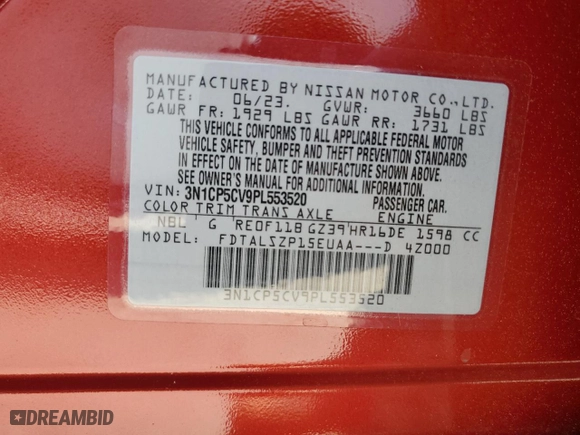 MANUFACTURED BY NISSAN MOTOR CO.,LTD.
DATE: 06/23. GVWR: 3660 LBS
GAWR FR: 1929 LBS GAWR RR: 1731 LBS
THIS VEHICLE CONFORMS TO ALL APPLICABLE FEDERAL MOTOR
VEHICLE SAFETY, BUMPER AND THEFT PREVENTION STANDARDS
IN EFFECT ON THE DATE OF MANUFACTURE SHOWN ABOVE.
SEE OWNER'S MANUAL FOR ADDITIONAL INFORMATION.
VIN: 3N1CP5CV9PL553520 PASSENGER CAR.
COLOR TRIM TRANS AXLE ENGINE
NBL G RE0F11B GZ39 HR16DE 1598 CC
MODEL: FDTALSZP15EUAA---D 4Z000
3N1CP5CV9PL553520
DREAMBID